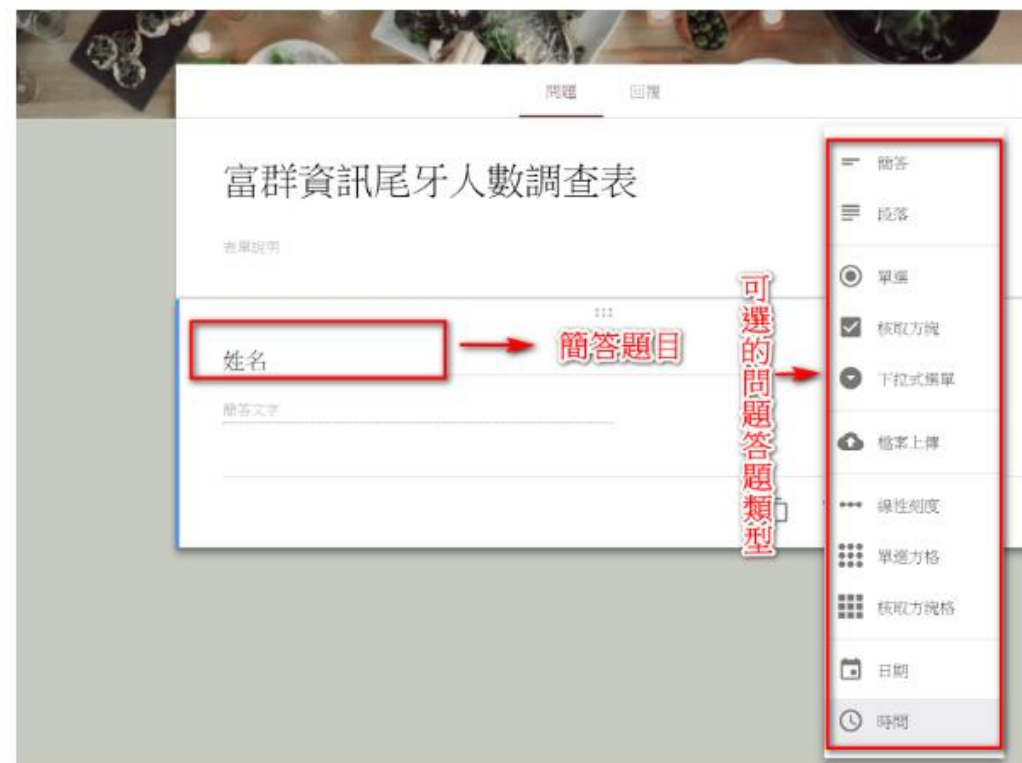 問題 回覆
富群資訊尾牙人數調查表
表單說明
姓名
簡答題目
簡答文字
可選的問題答題類型
簡答
段落
單選
核取方塊
下拉式選單
檔案上傳
線性刻度
單選方格
核取方塊格
日期
時間